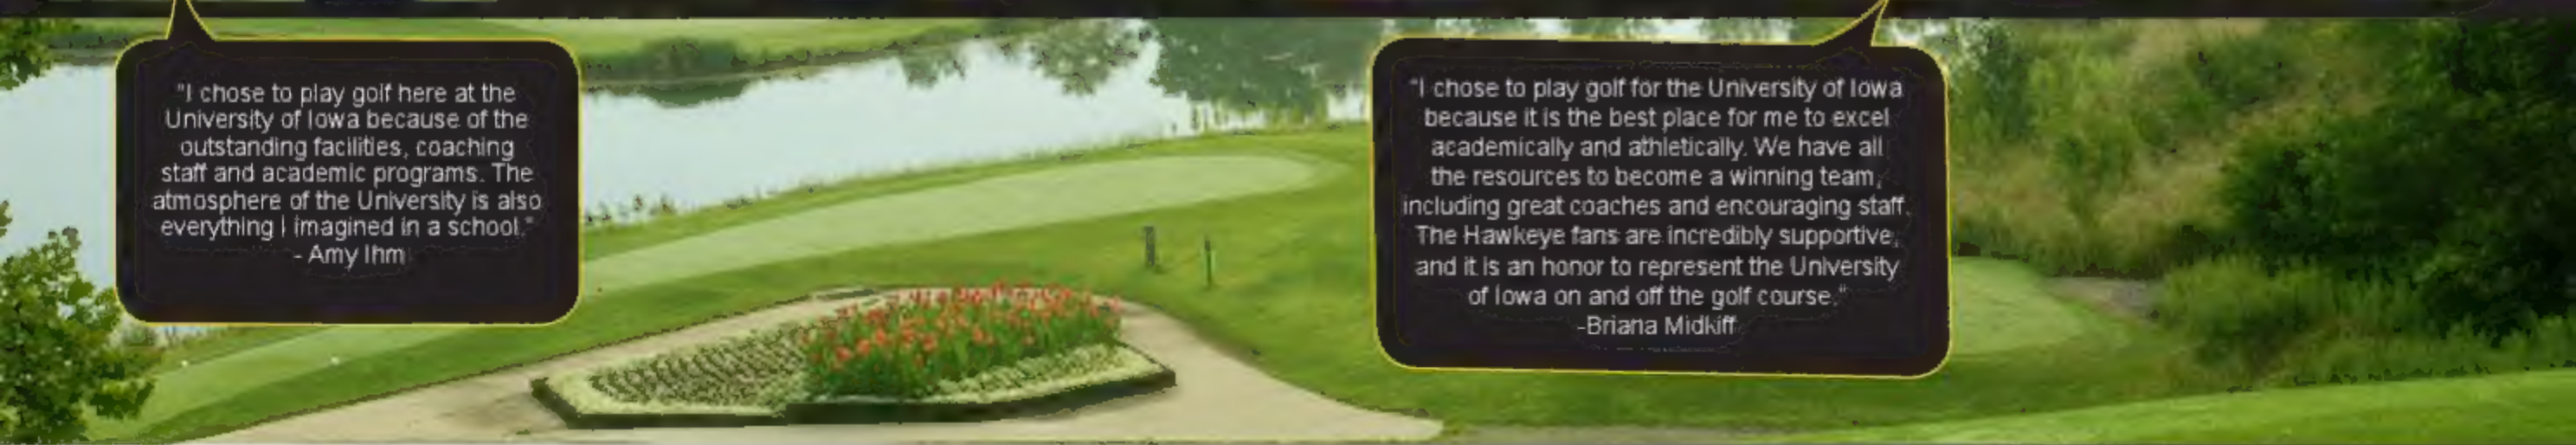 "I chose to play golf here at the
University of Iowa because of the
outstanding facilities, coaching
staff and academic programs. The
atmosphere of the University is also
everything I imagined in a school."
- Amy Ihm
"I chose to play golf for the University of Iowa
because it is the best place for me to excel
academically and athletically. We have all
the resources to become a winning team,
including great coaches and encouraging staff.
The Hawkeye fans are incredibly supportive,
and it is an honor to represent the University
of Iowa on and off the golf course."
-Briana Midkiff